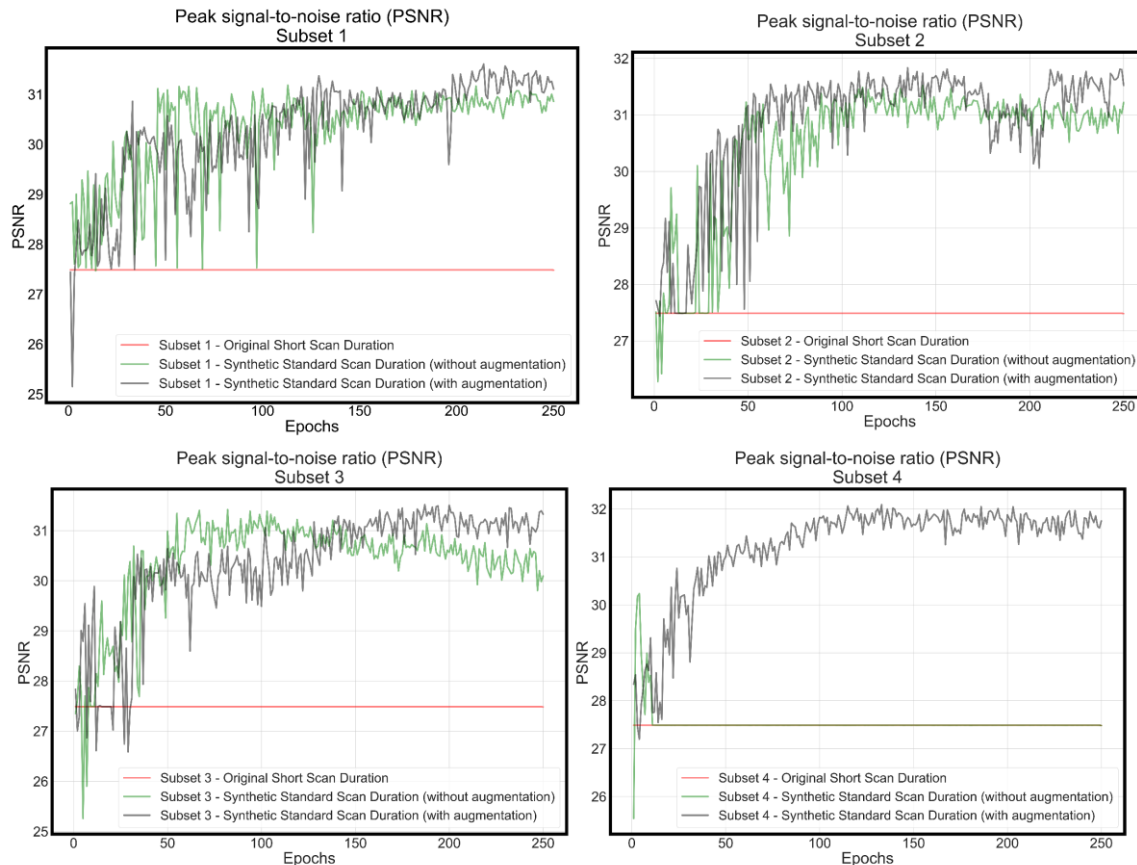 Peak signal-to-noise ratio (PSNR)
Subset 1
PSNR
31
30
29
28
27
26
25
Subset 1 - Original Short Scan Duration
Subset 1 - Synthetic Standard Scan Duration (without augmentation)
Subset 1 - Synthetic Standard Scan Duration (with augmentation)
0 50 100 150 200 250
Epochs
Peak signal-to-noise ratio (PSNR)
Subset 2
PSNR
32
31
30
29
28
27
Subset 2 - Original Short Scan Duration
Subset 2 - Synthetic Standard Scan Duration (without augmentation)
Subset 2 - Synthetic Standard Scan Duration (with augmentation)
0 50 100 150 200 250
Epochs
Peak signal-to-noise ratio (PSNR)
Subset 3
PSNR
31
30
29
28
27
26
25
Subset 3 - Original Short Scan Duration
Subset 3 - Synthetic Standard Scan Duration (without augmentation)
Subset 3 - Synthetic Standard Scan Duration (with augmentation)
0 50 100 150 200 250
Epochs
Peak signal-to-noise ratio (PSNR)
Subset 4
PSNR
32
31
30
29
28
27
26
Subset 4 - Original Short Scan Duration
Subset 4 - Synthetic Standard Scan Duration (without augmentation)
Subset 4 - Synthetic Standard Scan Duration (with augmentation)
0 50 100 150 200 250
Epochs